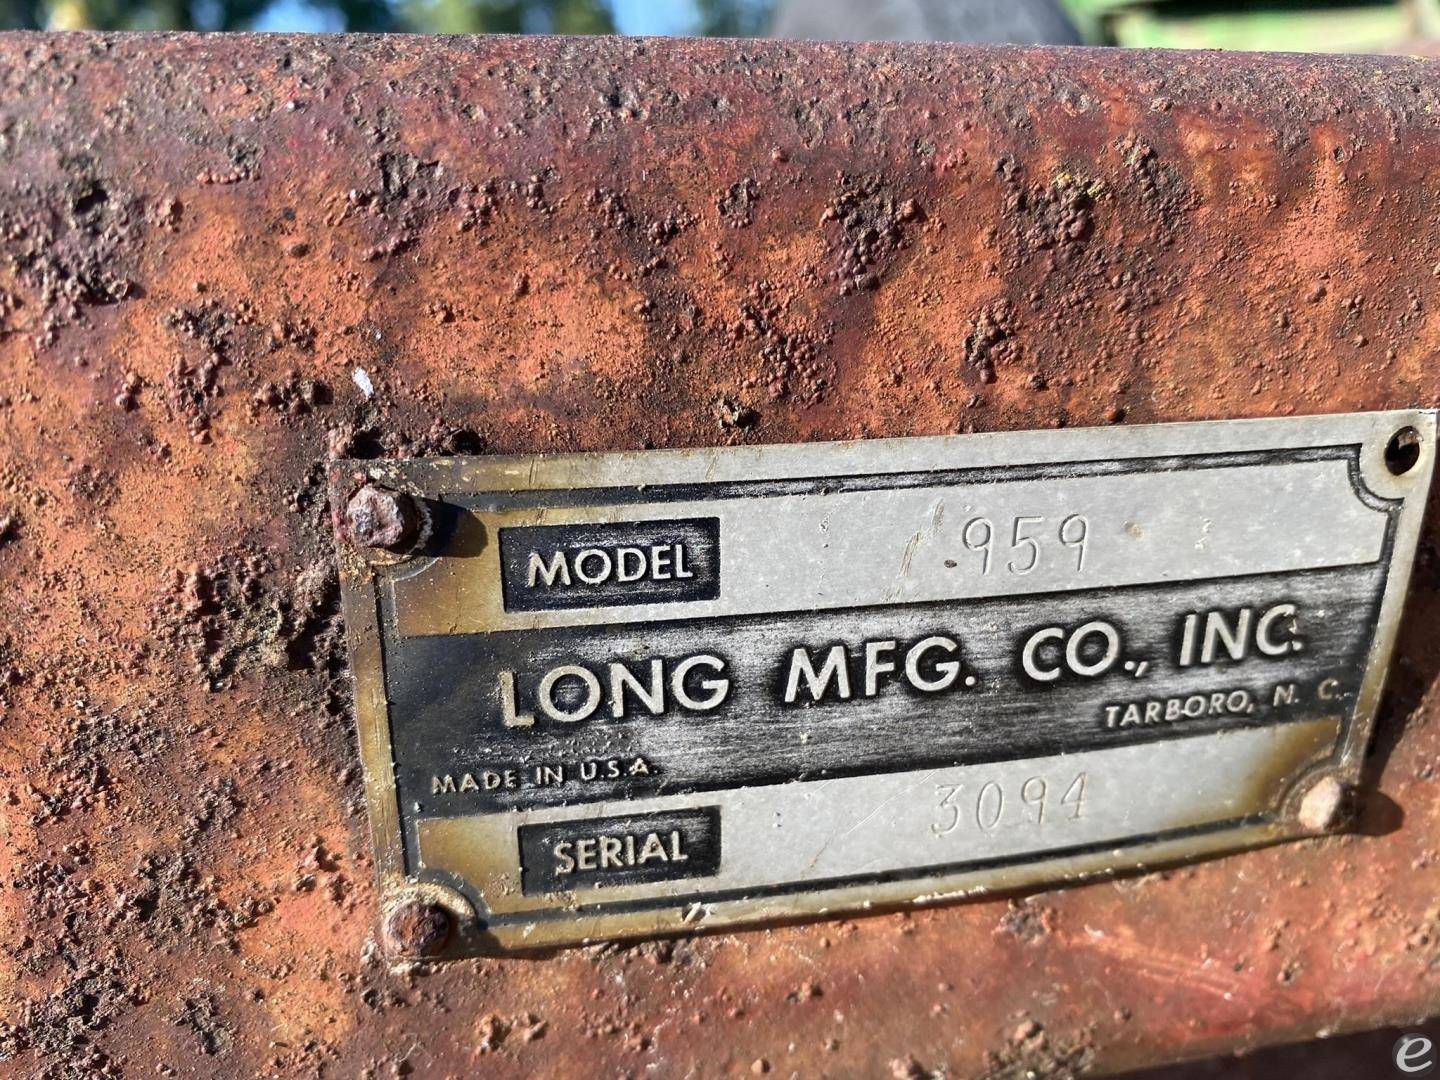 MODEL 959
LONG MFG. CO., INC.
TARBORO, N. C.
MADE IN U.S.A.
SERIAL 3094
e